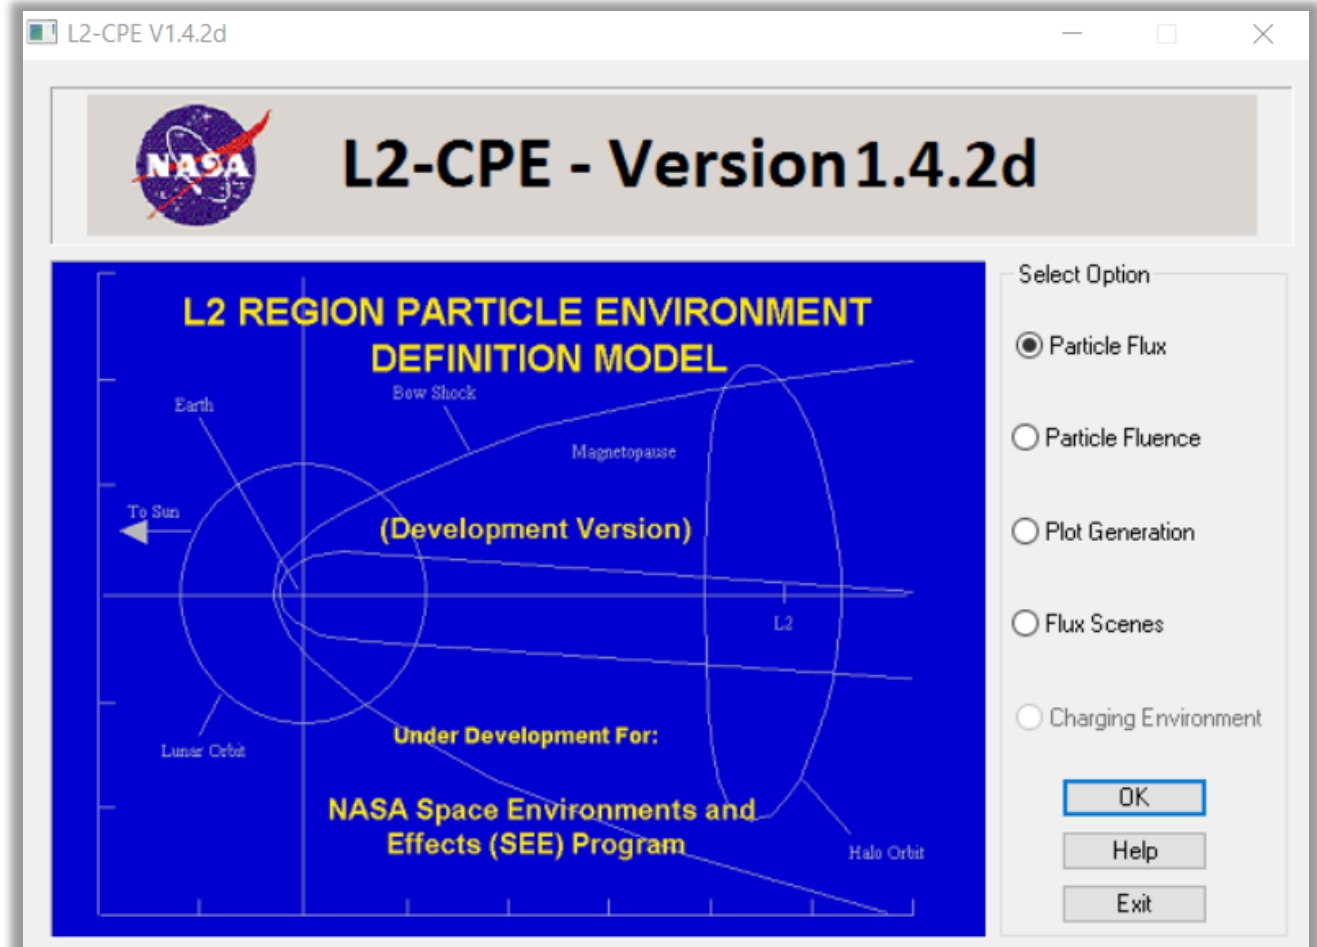 L2-CPE V1.4.2d
NASA
L2-CPE - Version 1.4.2d
L2 REGION PARTICLE ENVIRONMENT
DEFINITION MODEL
Bow Shock
Earth
Magnetopause
To Sun
(Development Version)
L2
Under Development For:
Lunar Orbit
NASA Space Environments and
Effects (SEE) Program
Halo Orbit
Select Option
Particle Flux
Particle Fluence
Plot Generation
Flux Scenes
Charging Environment
OK
Help
Exit